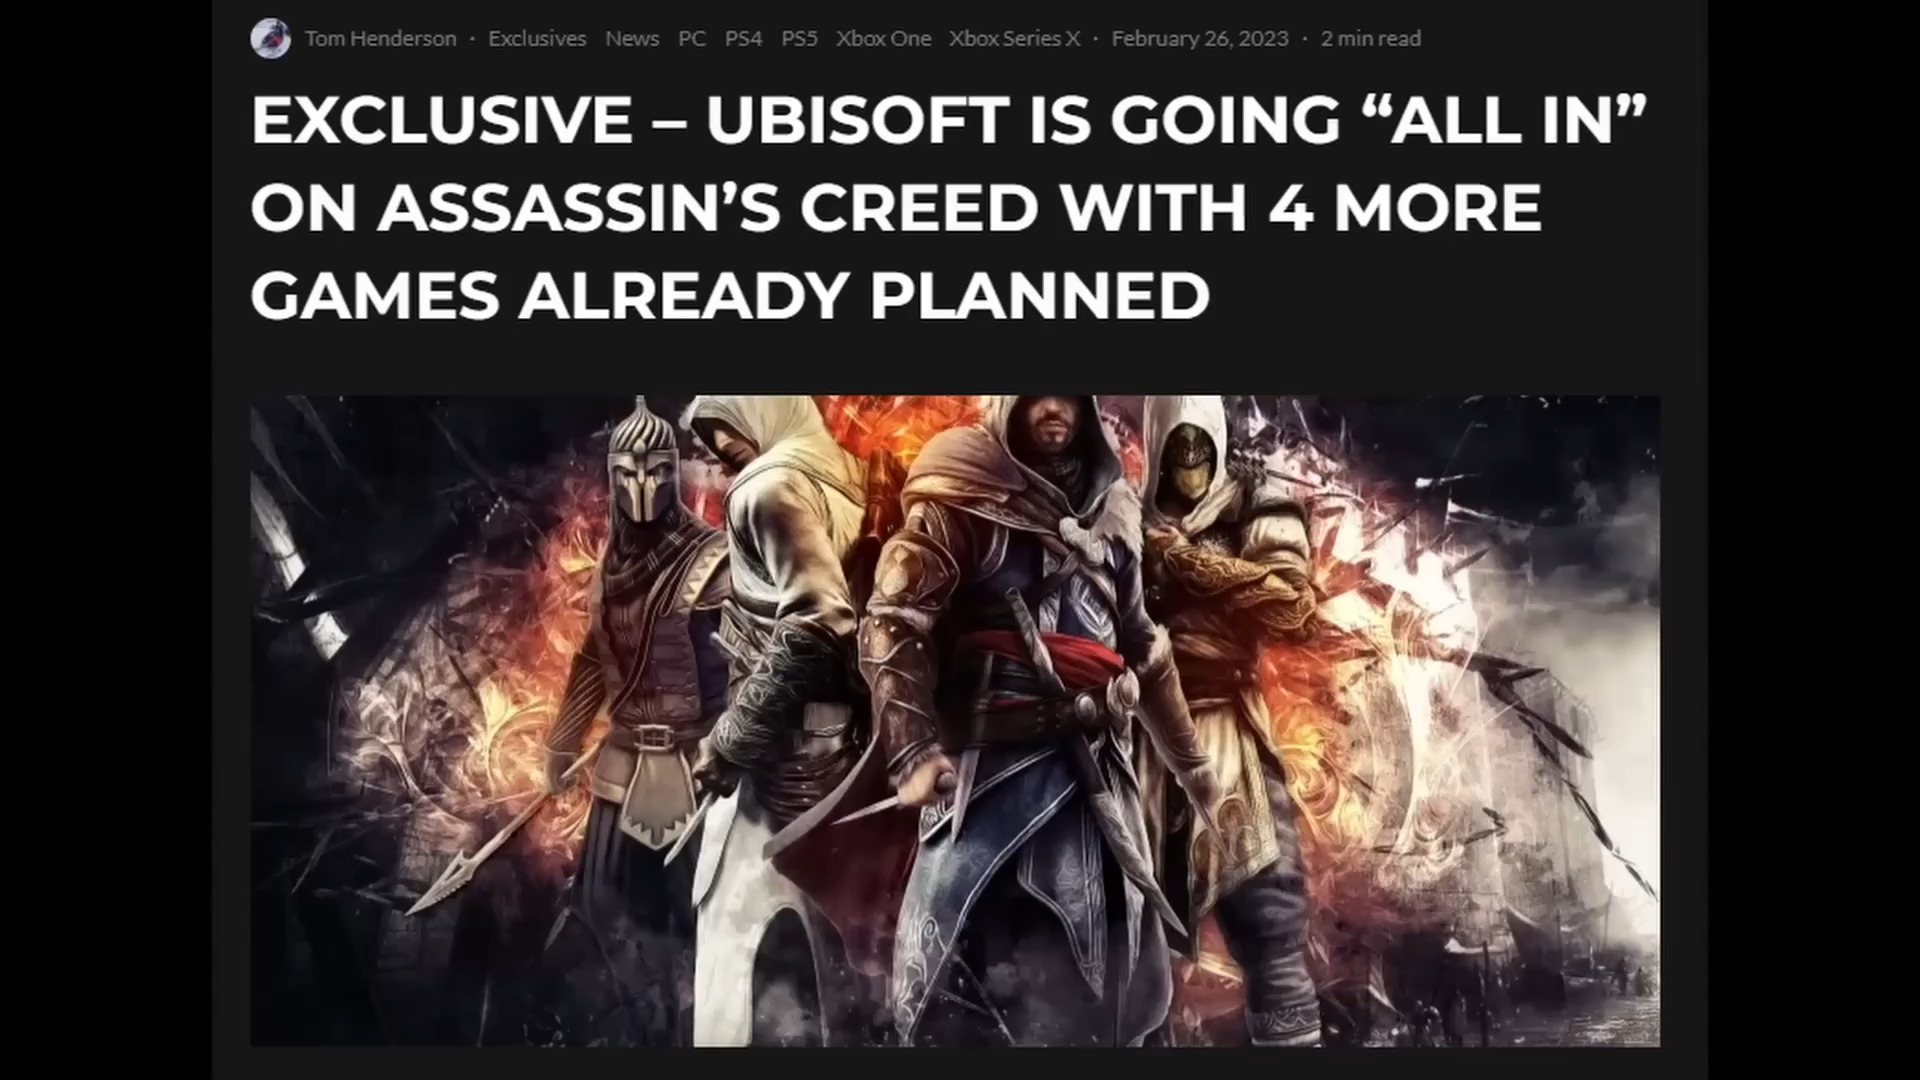 Tom Henderson · Exclusives News PC PS4 PS5 Xbox One Xbox Series X · February 26, 2023 · 2 min read
EXCLUSIVE – UBISOFT IS GOING “ALL IN”
ON ASSASSIN’S CREED WITH 4 MORE
GAMES ALREADY PLANNED